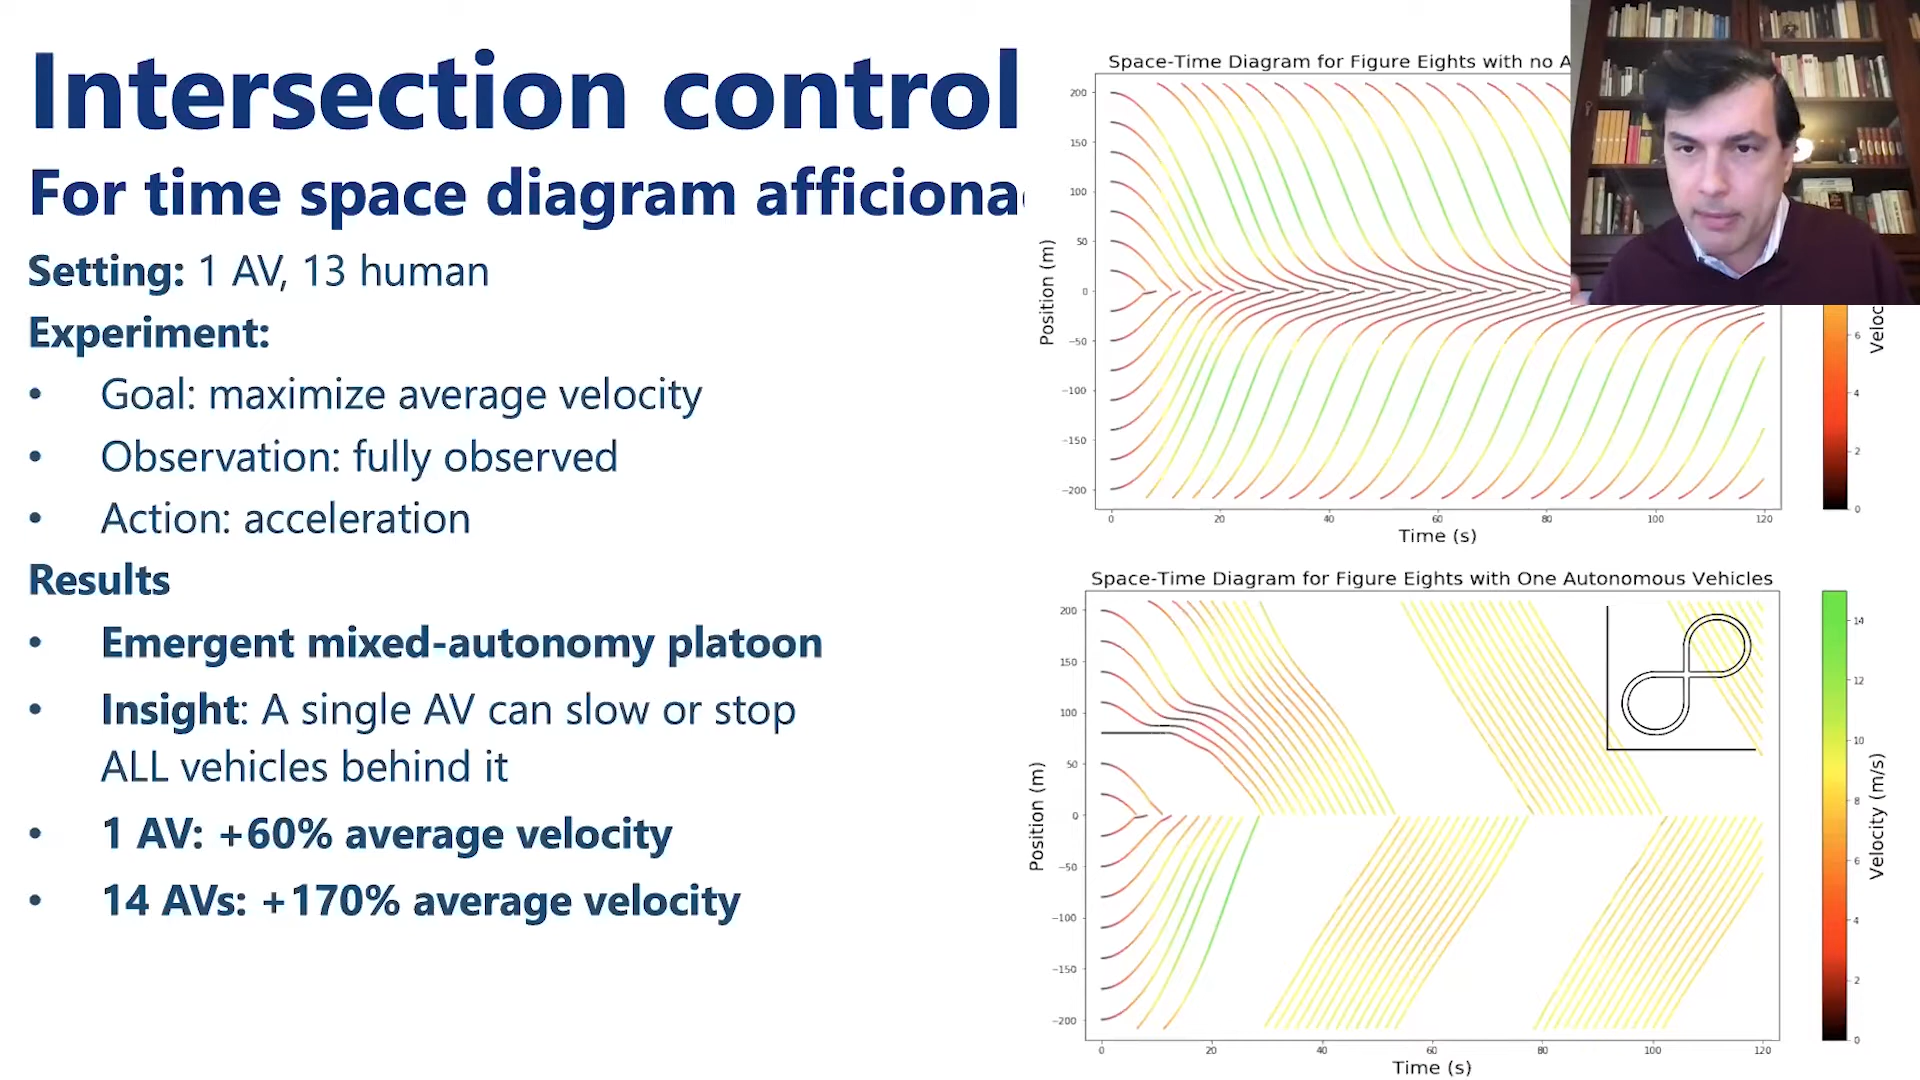 Intersection control
For time space diagram afficiona
Setting: 1 AV, 13 human
Experiment:
• Goal: maximize average velocity
• Observation: fully observed
• Action: acceleration
Results
• Emergent mixed-autonomy platoon
• Insight: A single AV can slow or stop
ALL vehicles behind it
• 1 AV: +60% average velocity
• 14 AVs: +170% average velocity
Space-Time Diagram for Figure Eights with no A
Position (m)
200
150
100
50
0
−50
−100
−150
−200
0 20 40 60 80 100 120
Time (s)
6
4
2
0
Veloc
Space-Time Diagram for Figure Eights with One Autonomous Vehicles
Position (m)
200
150
100
50
0
−50
−100
−150
−200
0 20 40 60 80 100 120
Time (s)
14
12
10
8
6
4
2
0
Velocity (m/s)